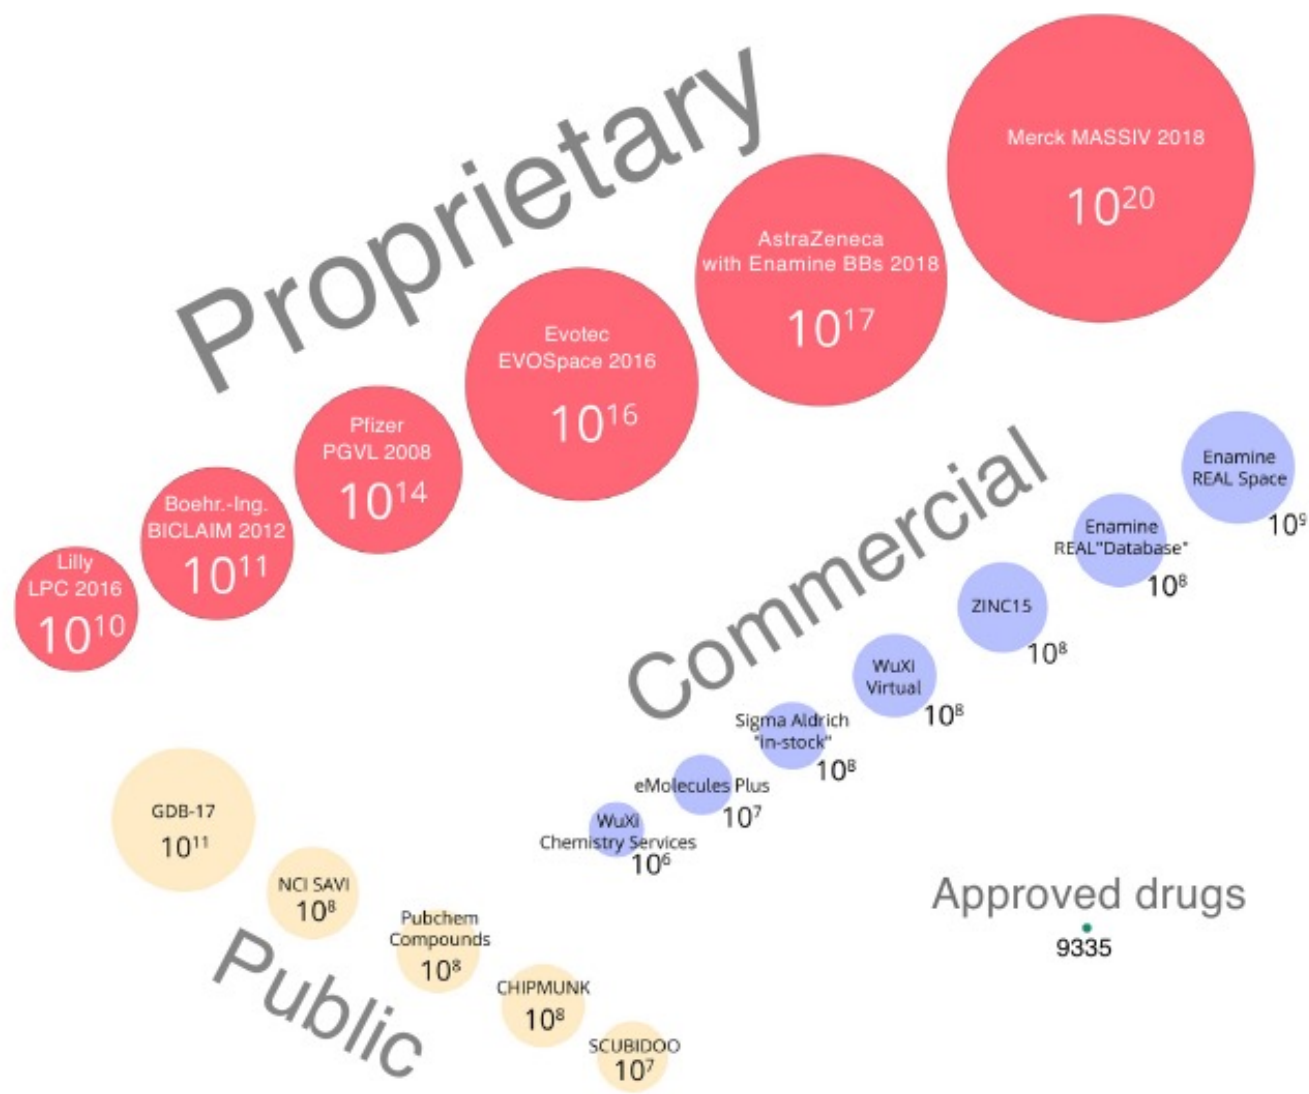 Proprietary
Merck MASSIV 2018
10²⁰
AstraZeneca
with Enamine BBs 2018
10¹⁷
Evotec
EVOSpace 2016
10¹⁶
Pfizer
PGVL 2008
10¹⁴
Boehr.-Ing.
BICLAIM 2012
10¹¹
Lilly
LPC 2016
10¹⁰
Commercial
Enamine
REAL Space
10⁹
Enamine
REAL"Database"
10⁸
ZINC15
10⁸
WuXI
Virtual
10⁸
Sigma Aldrich
"in-stock"
10⁸
eMolecules Plus
10⁷
WuXi
Chemistry Services
10⁶
GDB-17
10¹¹
NCI SAVI
10⁸
Pubchem
Compounds
10⁸
CHIPMUNK
10⁸
SCUBIDOO
10⁷
Public
Approved drugs
9335